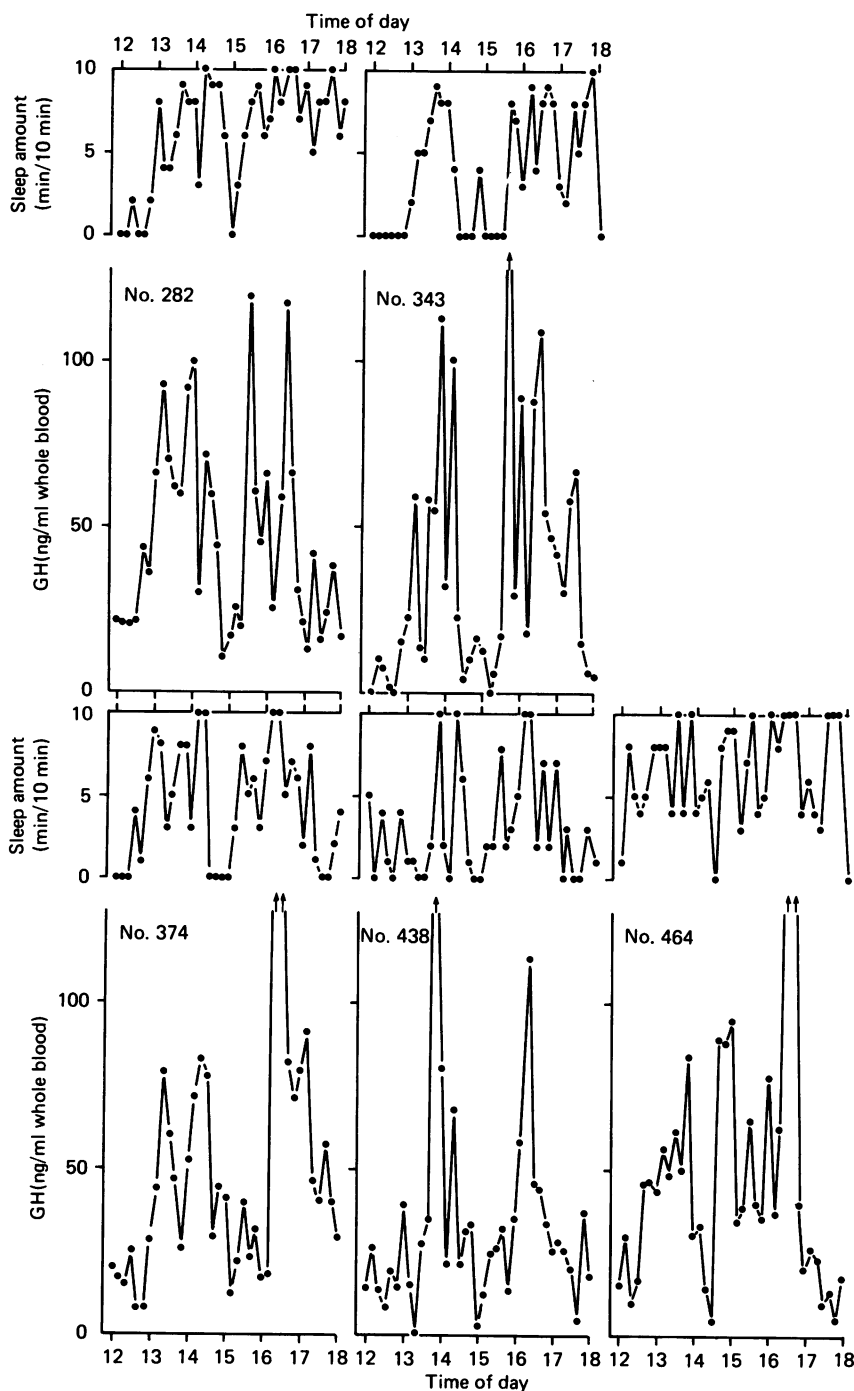 Time of day
12 13 14 15 16 17 18 12 13 14 15 16 17 18
Sleep amount
(min/10 min)
10
5
0
No. 282
No. 343
GH(ng/ml whole blood)
100
50
0
Sleep amount
(min/10 min)
10
5
0
No. 374
No. 438
No. 464
GH(ng/ml whole blood)
100
50
0
12 13 14 15 16 17 18 12 13 14 15 16 17 18 12 13 14 15 16 17 18
Time of day